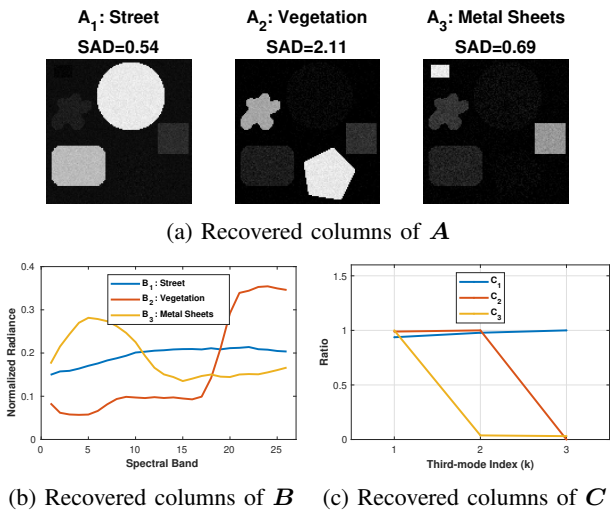 A1: Street
SAD=0.54
A2: Vegetation
SAD=2.11
A3: Metal Sheets
SAD=0.69
(a) Recovered columns of A
Normalized Radiance
0.4
0.3
0.2
0.1
0
B1: Street
B2: Vegetation
B3: Metal Sheets
0 5 10 15 20 25
Spectral Band
(b) Recovered columns of B
Ratio
1.5
1
0.5
0
C1
C2
C3
1 2 3
Third-mode Index (k)
(c) Recovered columns of C